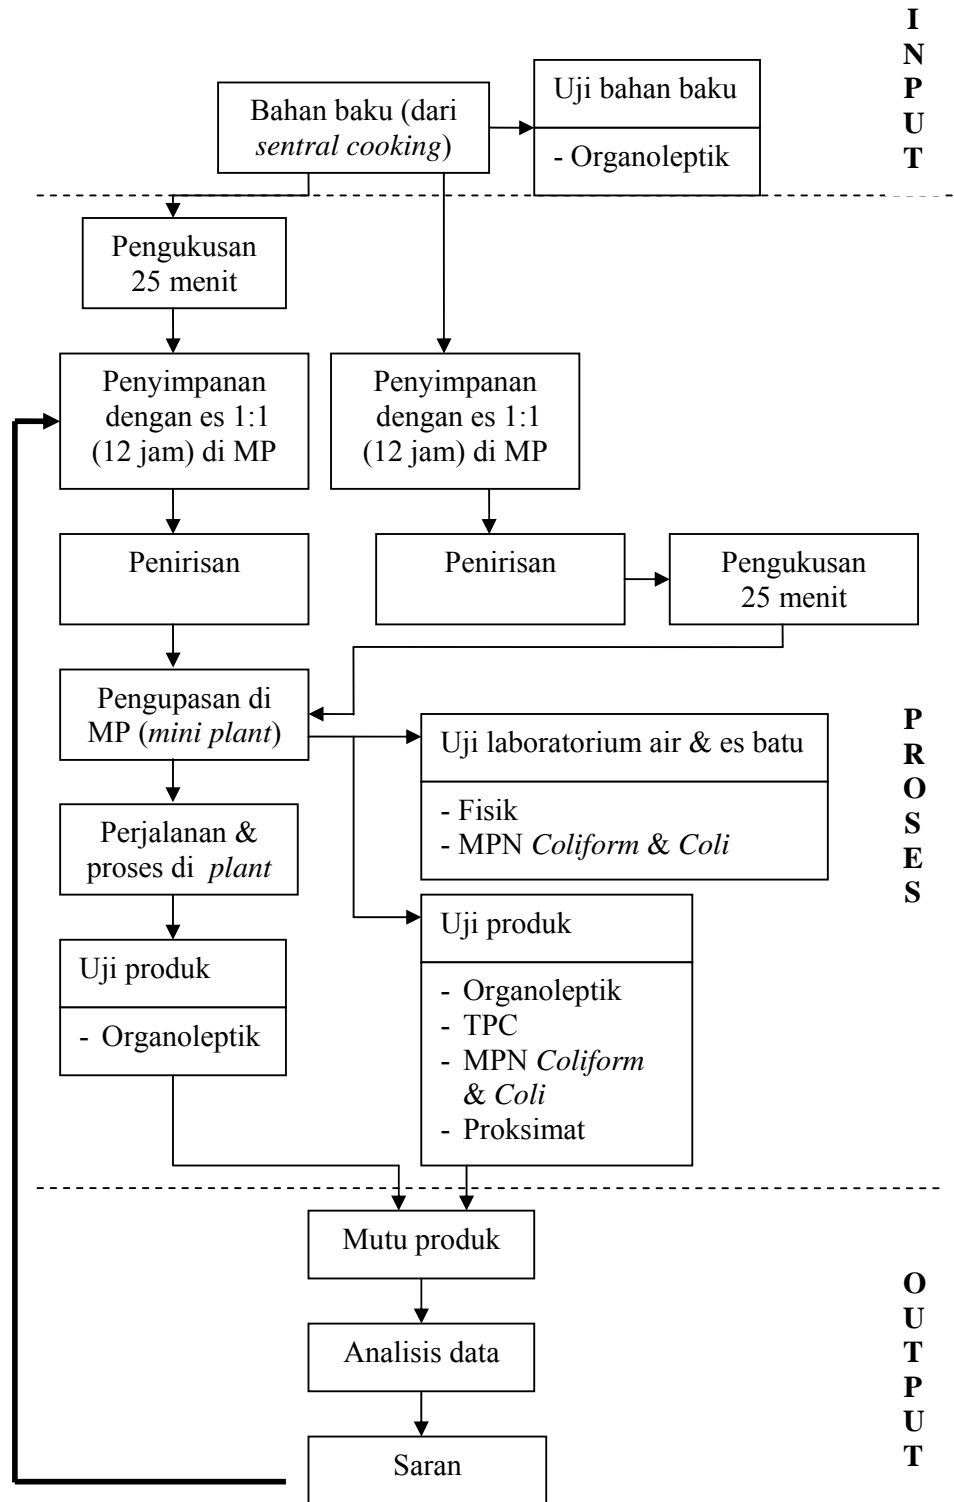 INPUT
Bahan baku (dari
sentral cooking)
Uji bahan baku
- Organoleptik
Pengukusan
25 menit
Penyimpanan
dengan es 1:1
(12 jam) di MP
Penyimpanan
dengan es 1:1
(12 jam) di MP
Penirisan
Penirisan
Pengukusan
25 menit
PROSES
Pengupasan di
MP (mini plant)
Uji laboratorium air & es batu
- Fisik
- MPN Coliform & Coli
Perjalanan &
proses di plant
Uji produk
- Organoleptik
- TPC
- MPN Coliform
& Coli
- Proksimat
Uji produk
- Organoleptik
OUTPUT
Mutu produk
Analisis data
Saran